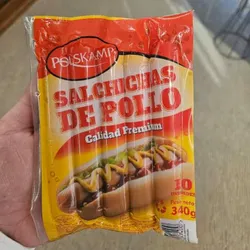 POLSKAMP
SALCHICHAS
DE POLLO
Calidad Premium
10
340g